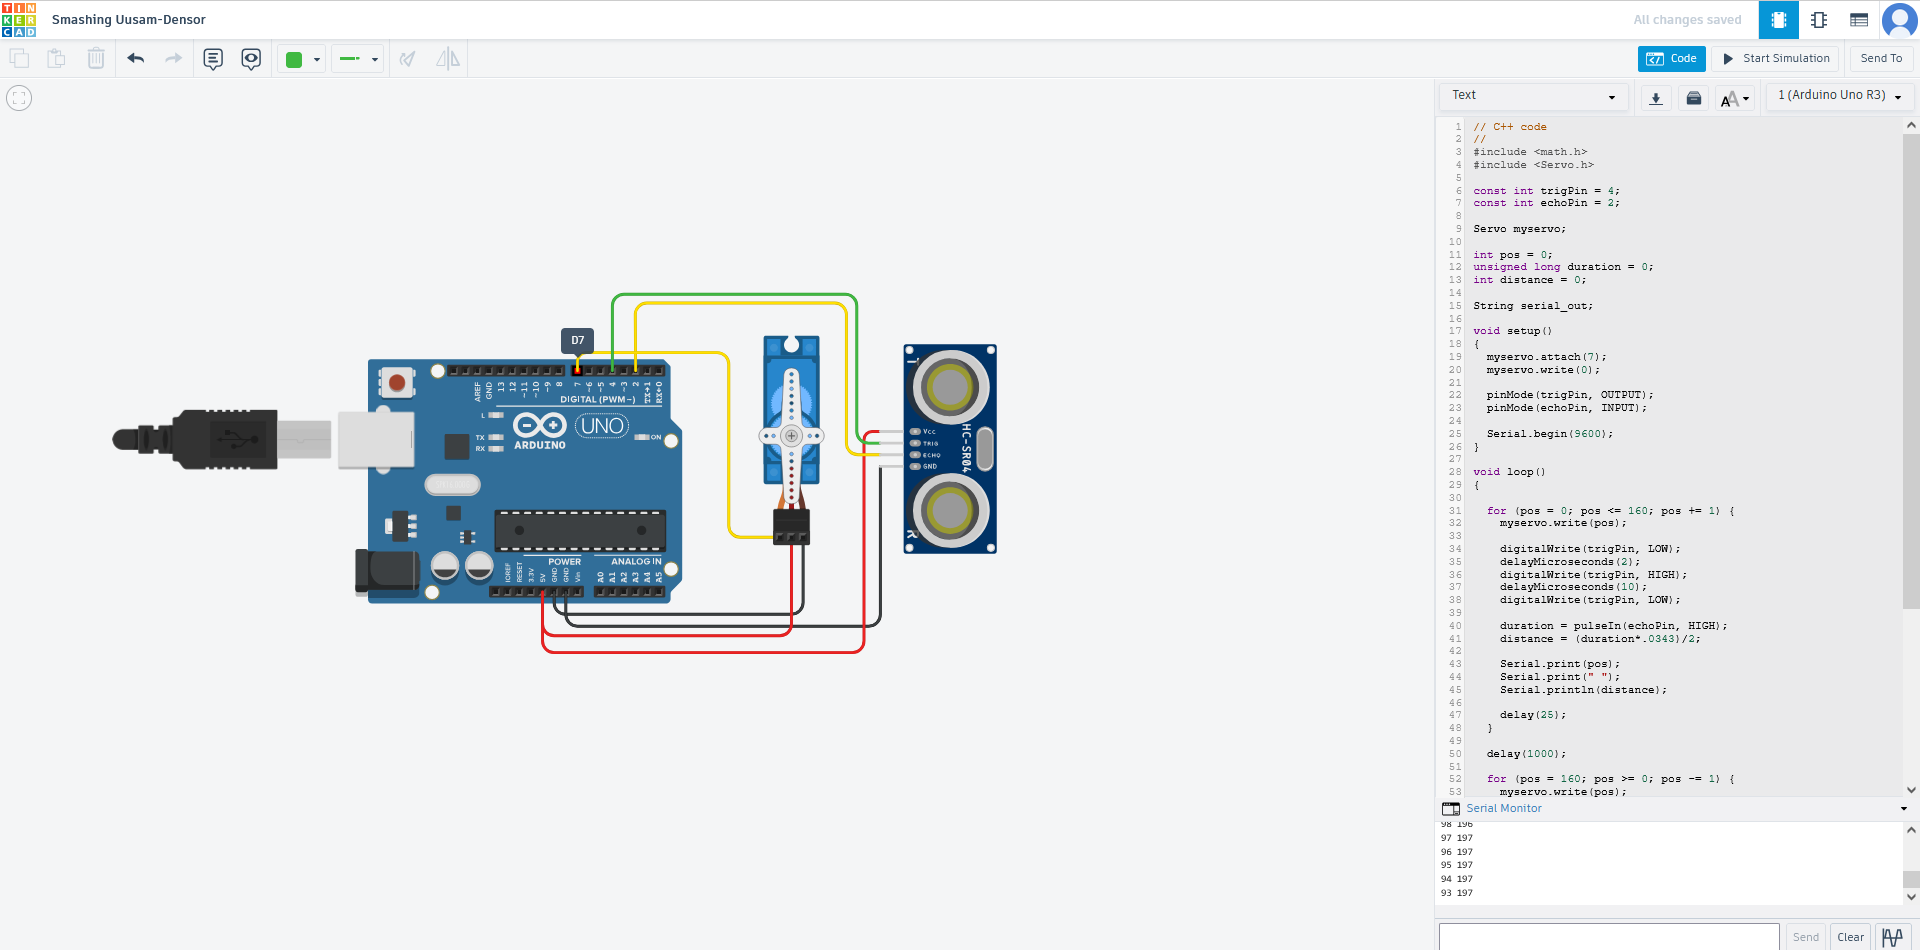 TIN
KER
CAD
Smashing Uusam-Densor
All changes saved
Code
Start Simulation
Send To
Text
1 (Arduino Uno R3)
1 // C++ code
2 //
3 #include <math.h>
4 #include <Servo.h>
5
6 const int trigPin = 4;
7 const int echoPin = 2;
8
9 Servo myservo;
10
11 int pos = 0;
12 unsigned long duration = 0;
13 int distance = 0;
14
15 String serial_out;
16
17 void setup()
18 {
19 myservo.attach(7);
20 myservo.write(0);
21
22 pinMode(trigPin, OUTPUT);
23 pinMode(echoPin, INPUT);
24
25 Serial.begin(9600);
26 }
27
28 void loop()
29 {
30
31 for (pos = 0; pos <= 160; pos += 1) {
32 myservo.write(pos);
33
34 digitalWrite(trigPin, LOW);
35 delayMicroseconds(2);
36 digitalWrite(trigPin, HIGH);
37 delayMicroseconds(10);
38 digitalWrite(trigPin, LOW);
39
40 duration = pulseIn(echoPin, HIGH);
41 distance = (duration*.0343)/2;
42
43 Serial.print(pos);
44 Serial.print(" ");
45 Serial.println(distance);
46
47 delay(25);
48 }
49
50 delay(1000);
51
52 for (pos = 160; pos >= 0; pos -= 1) {
53 myservo.write(pos);
Serial Monitor
98 196
97 197
96 197
95 197
94 197
93 197
Send
Clear
D7
AREF
GND
13
12
~11
~10
~9
8
7
~6
~5
4
~3
2
TX→1
RX←0
DIGITAL (PWM~)
L
TX
RX
ARDUINO
UNO
ON
POWER
ANALOG IN
IOREF
RESET
3.3V
5V
GND
GND
Vin
A0
A1
A2
A3
A4
A5
T
Vcc
TRIG
ECHO
GND
HC-SR04
R